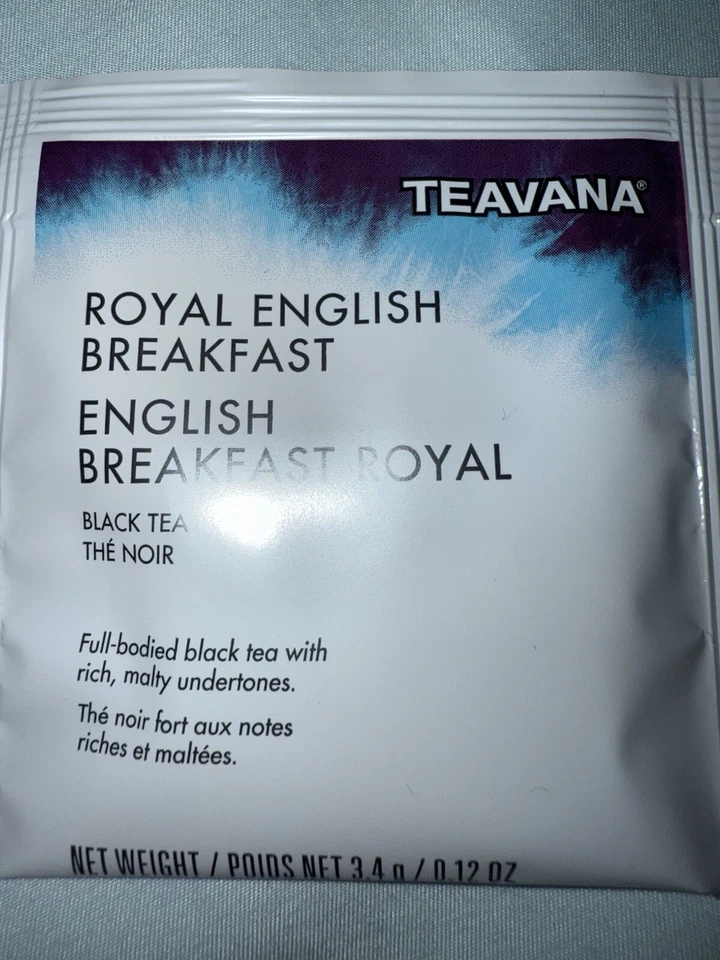 TEAVANA®
ROYAL ENGLISH
BREAKFAST
ENGLISH
BREAKFAST ROYAL
BLACK TEA
THÉ NOIR
Full-bodied black tea with
rich, malty undertones.
Thé noir fort aux notes
riches et maltées.
NET WEIGHT / POIDS NET 3.4 g / 0.12 OZ